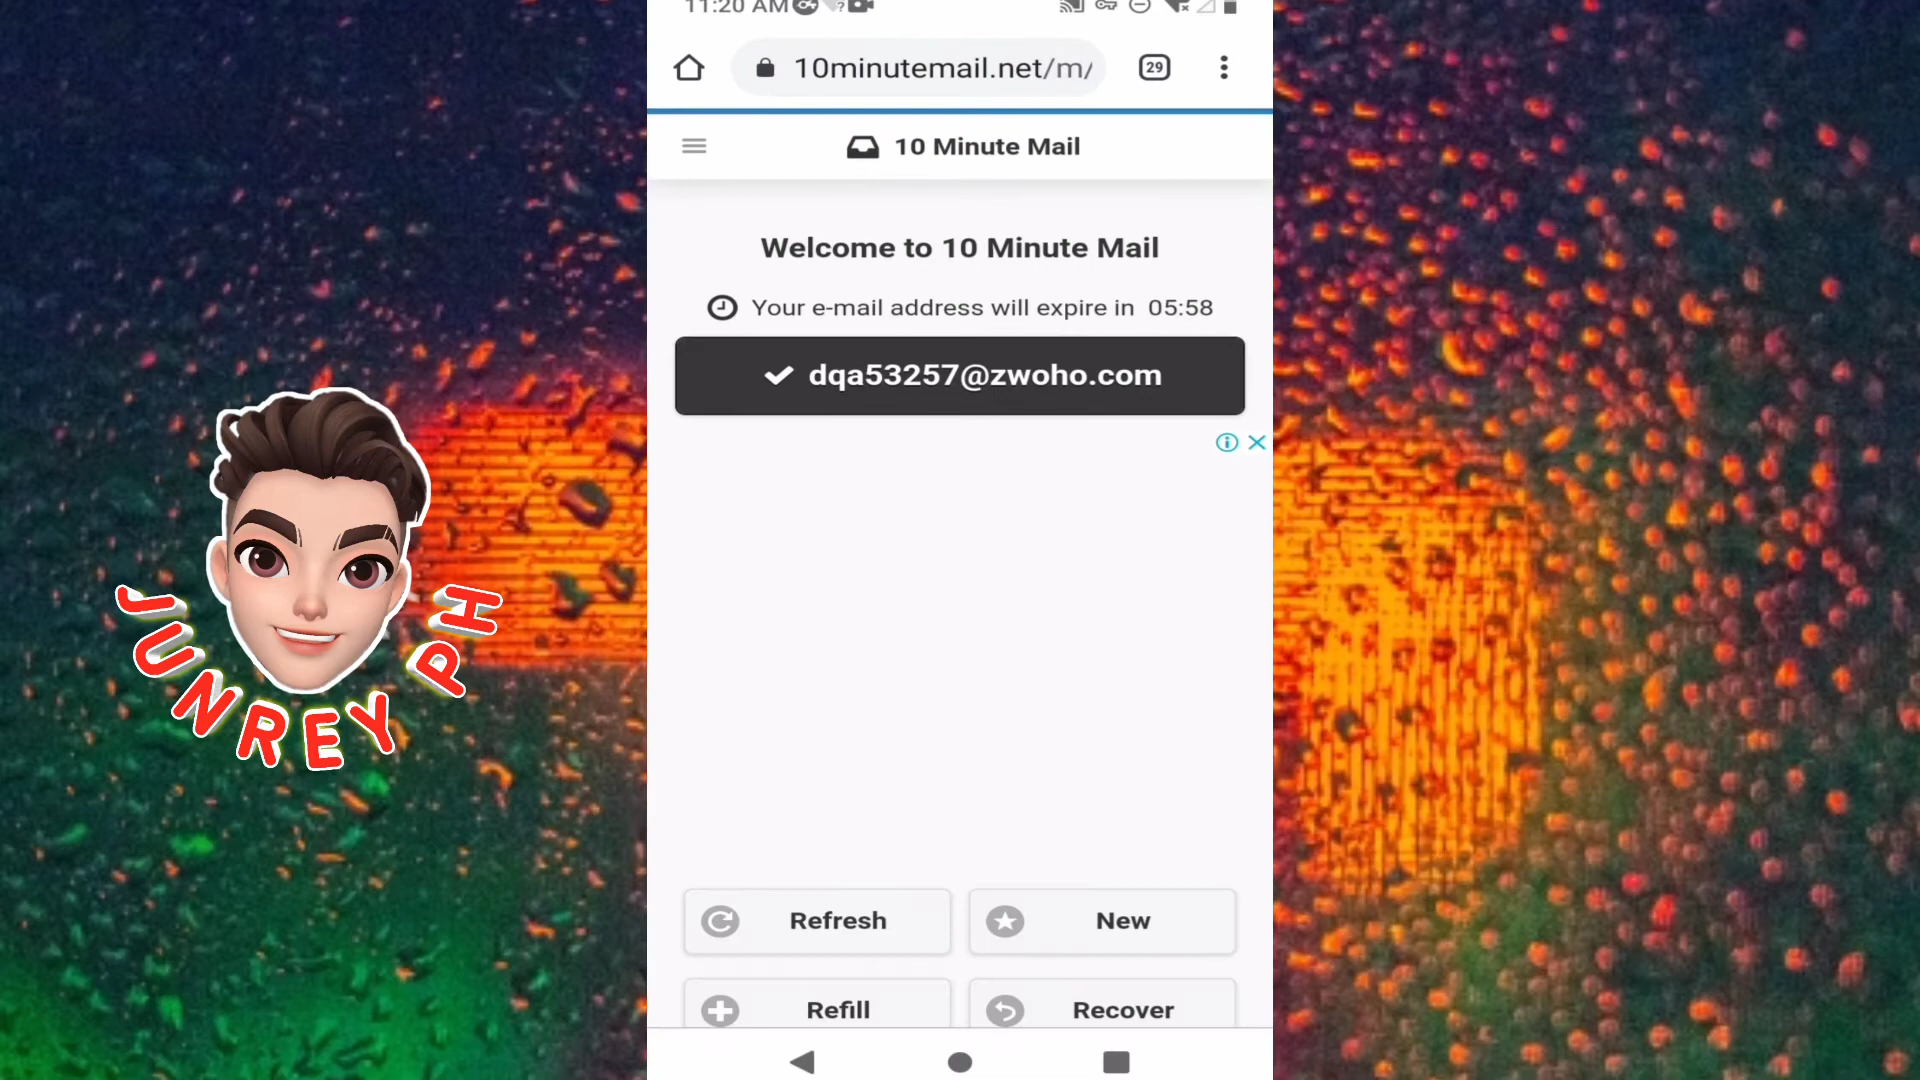 11:20 AM
10minutemail.net/m/
29
10 Minute Mail
Welcome to 10 Minute Mail
Your e-mail address will expire in 05:58
dqa53257@zwoho.com
JUNREY PH
Refresh
New
Refill
Recover